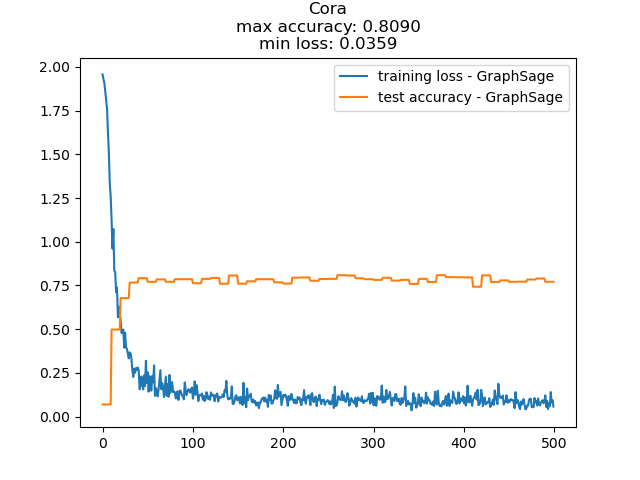 Cora
max accuracy: 0.8090
min loss: 0.0359
training loss - GraphSage
test accuracy - GraphSage
2.00
1.75
1.50
1.25
1.00
0.75
0.50
0.25
0.00
0 100 200 300 400 500